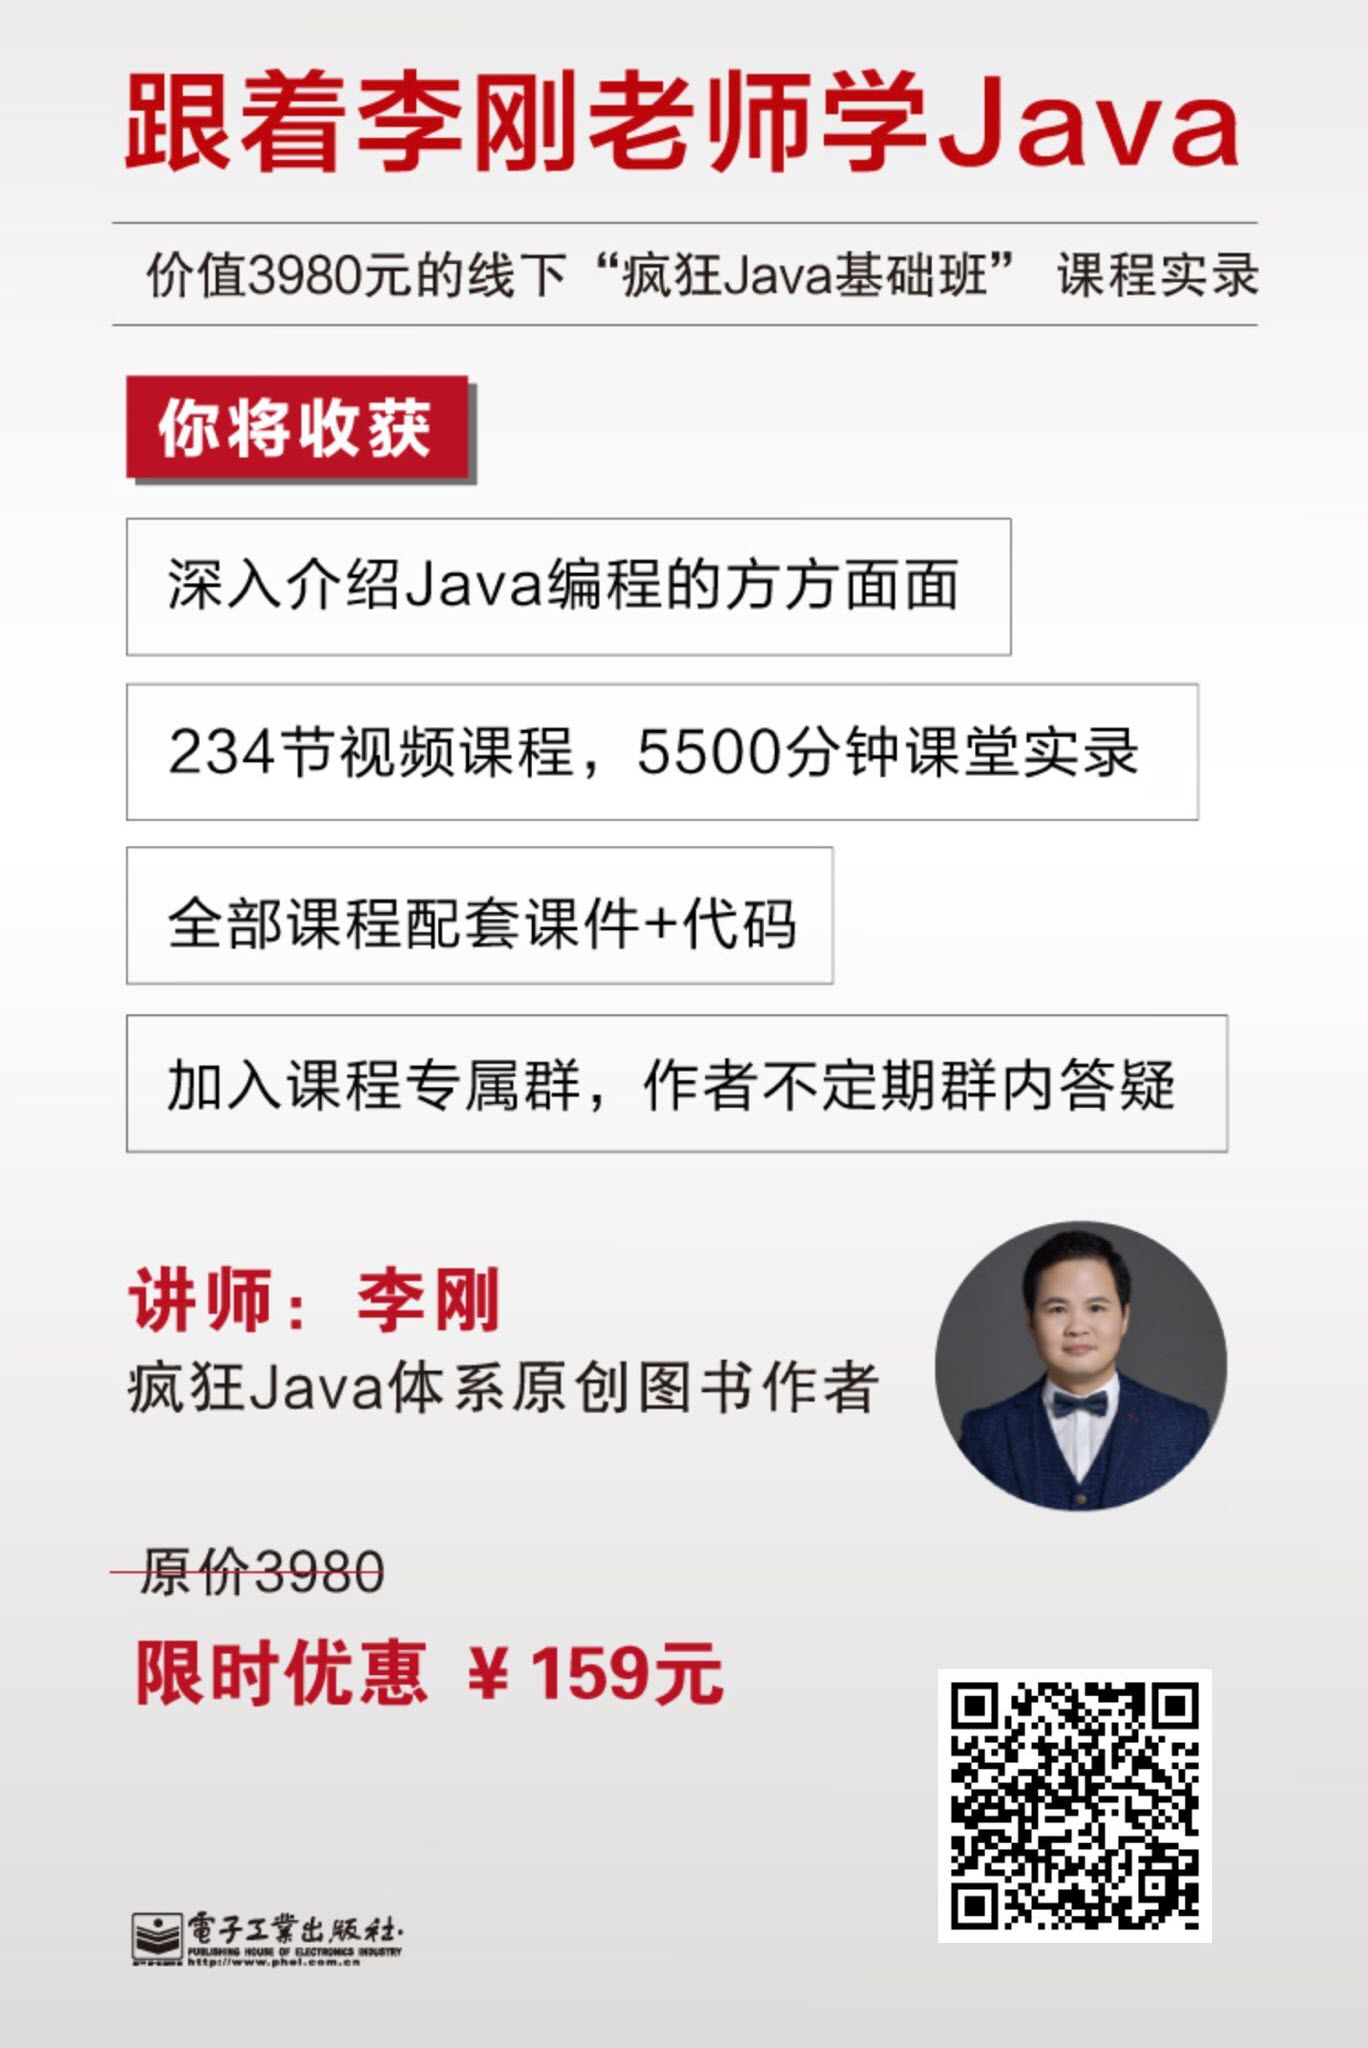 跟着李刚老师学Java
价值3980元的线下“疯狂Java基础班” 课程实录
你将收获
深入介绍Java编程的方方面面
234节视频课程，5500分钟课堂实录
全部课程配套课件+代码
加入课程专属群，作者不定期群内答疑
讲师：李刚
疯狂Java体系原创图书作者
原价3980
限时优惠 ¥159元
電子工業出版社·
PUBLISHING HOUSE OF ELECTRONICS INDUSTRY
http://www.phei.com.cn